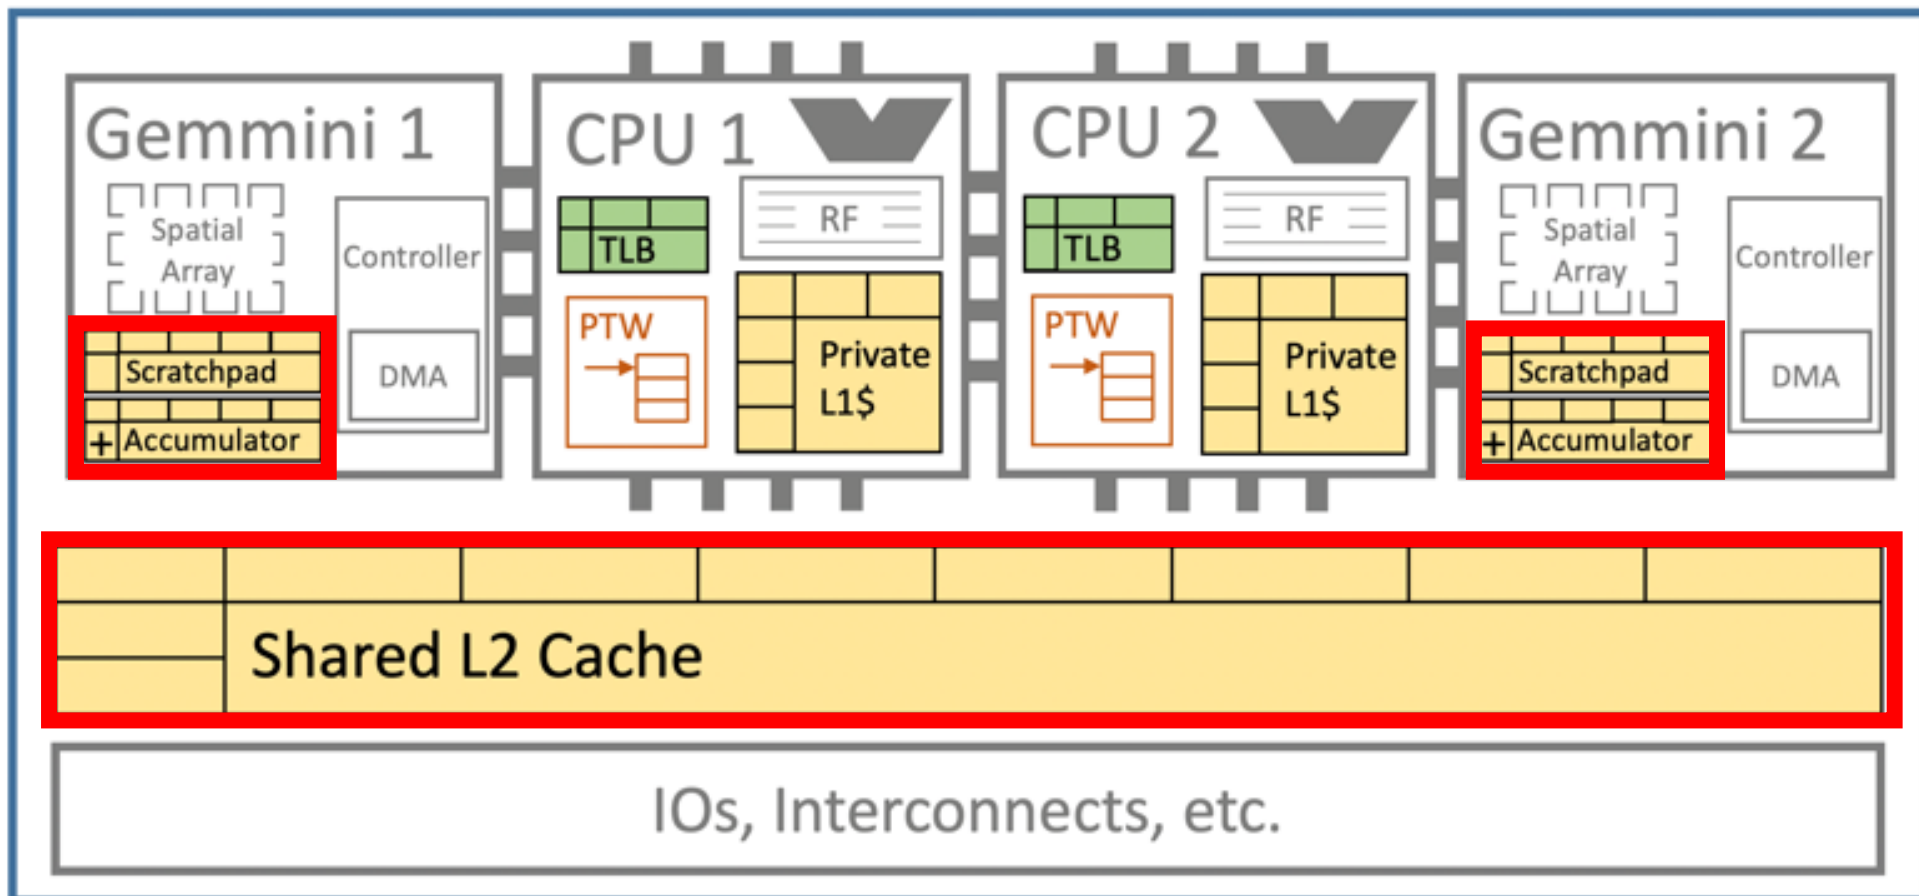 Gemmini 1
Spatial
Array
Controller
Scratchpad
+ Accumulator
DMA
CPU 1
TLB
RF
PTW
Private
L1$
CPU 2
TLB
RF
PTW
Private
L1$
Gemmini 2
Spatial
Array
Controller
Scratchpad
+ Accumulator
DMA
Shared L2 Cache
IOs, Interconnects, etc.